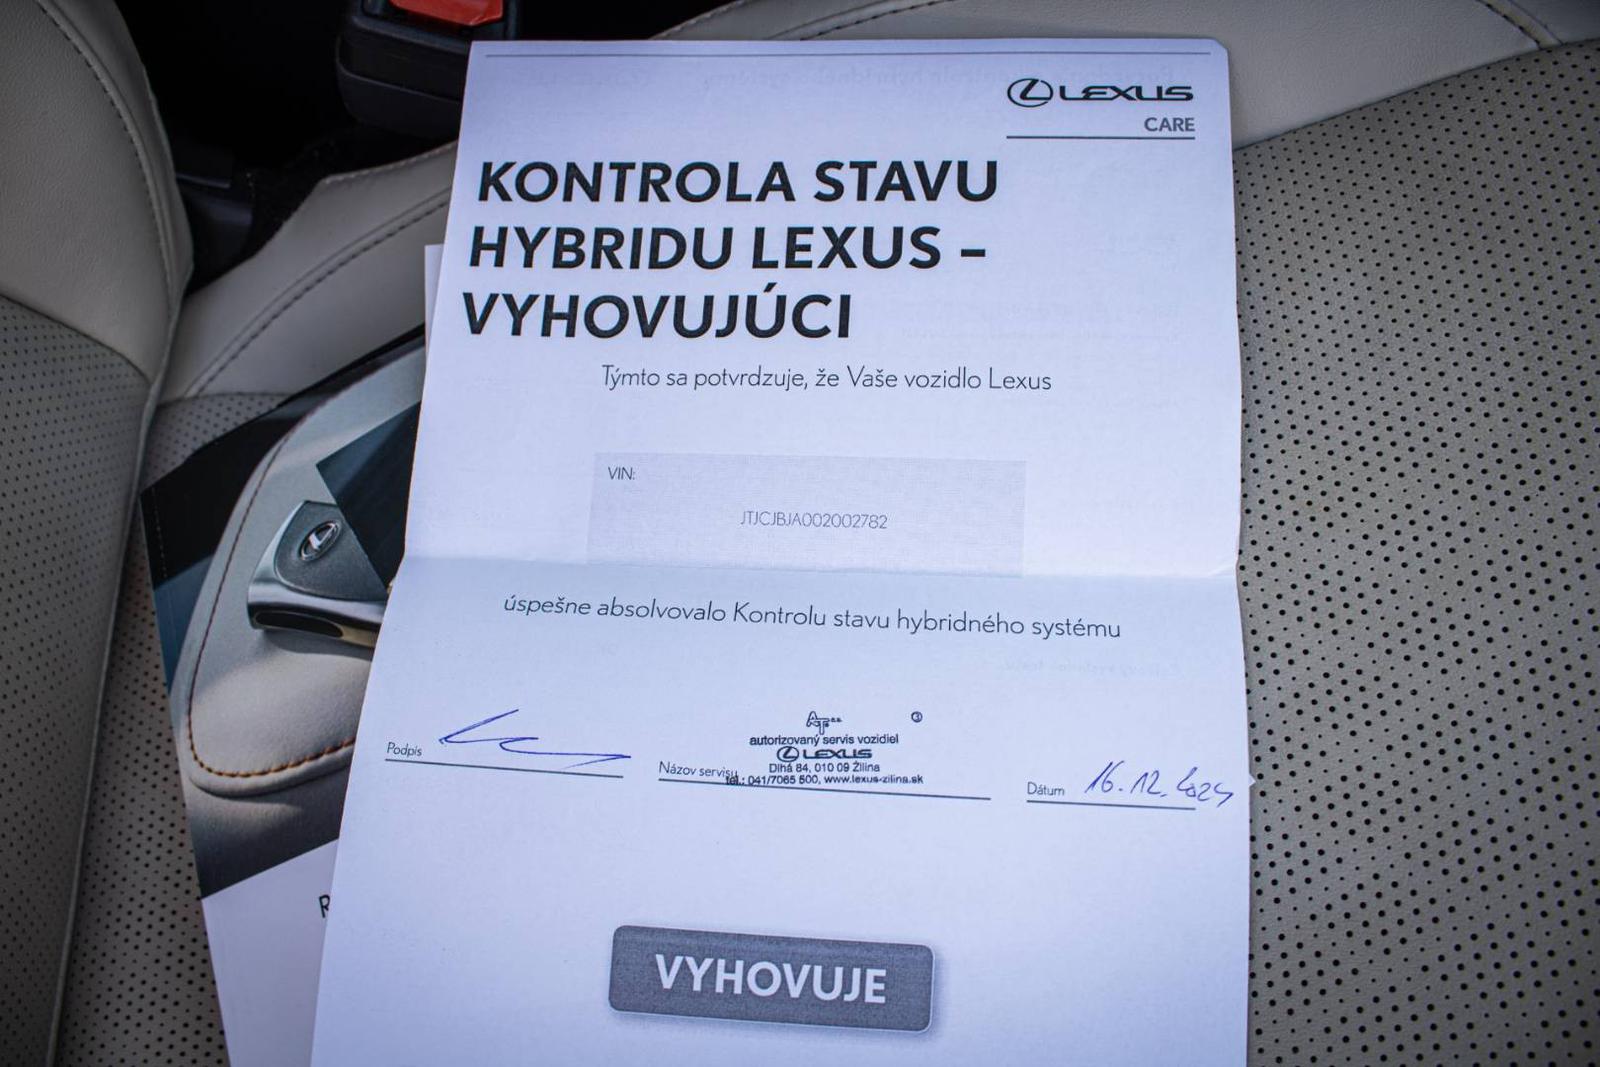 LEXUS
CARE
KONTROLA STAVU
HYBRIDU LEXUS –
VYHOVUJÚCI
Týmto sa potvrdzuje, že Vaše vozidlo Lexus
VIN:
JTJCJBJA002002782
úspešne absolvovalo Kontrolu stavu hybridného systému
Podpis
Názov servisu
autorizovaný servis vozidiel
LEXUS
Dlhá 84, 010 09 Žilina
tel.: 041/7065 500, www.lexus-zilina.sk
Dátum 16.12.2024
VYHOVUJE